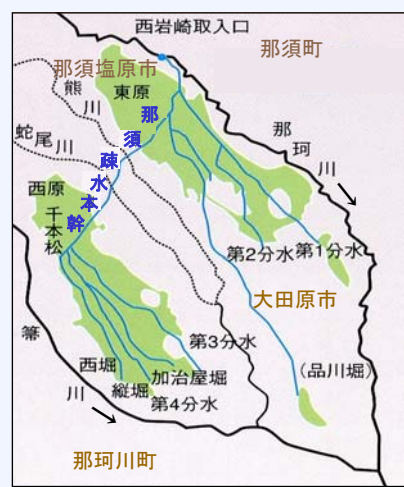 西岩崎取入口
那須町
那須塩原市
東原
熊川
蛇尾川
那須疎水本幹
那珂川
西原
千本松
第2分水
第1分水
大田原市
箒川
第3分水
西堀
加治屋堀
縦堀
第4分水
(品川堀)
那珂川町